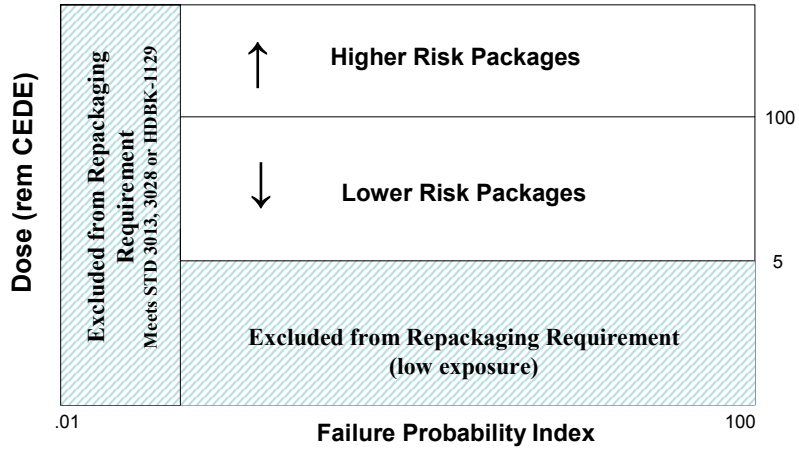 Dose (rem CEDE)
Excluded from Repackaging
Requirement
Meets STD 3013, 3028 or HDBK-1129
↑
Higher Risk Packages
100
↓
Lower Risk Packages
5
Excluded from Repackaging Requirement
(low exposure)
.01
Failure Probability Index
100